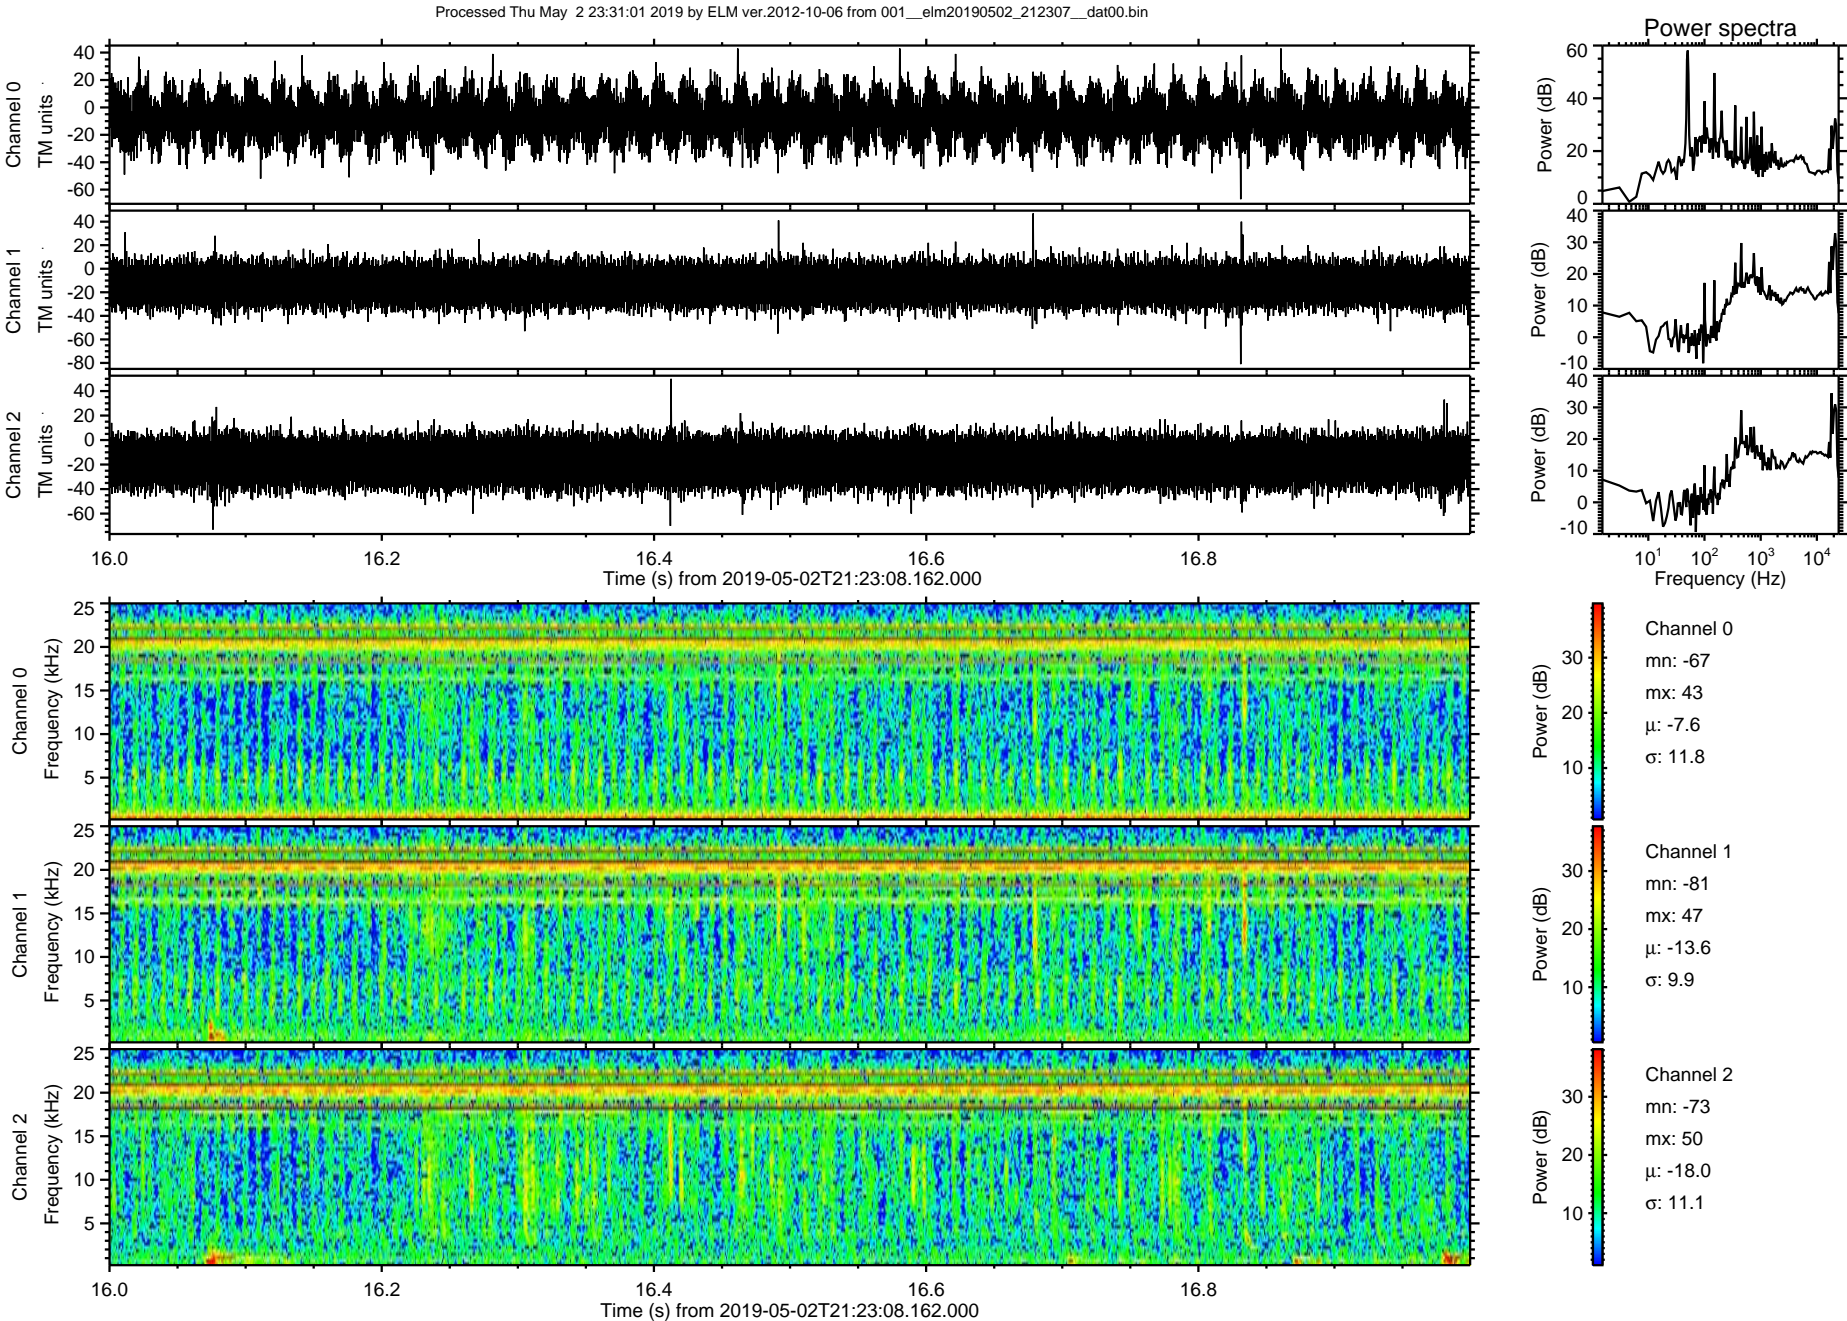 Processed Thu May  2 23:31:01 2019 by ELM ver.2012-10-06 from 001__elm20190502_212307__dat00.bin
Power spectra
Channel 0
TM units
40
20
0
-20
-40
-60
Power (dB)
60
40
20
0
Channel 1
TM units
40
20
0
-20
-40
-60
-80
Power (dB)
40
30
20
10
0
-10
Channel 2
TM units
40
20
0
-20
-40
-60
Power (dB)
40
30
20
10
0
-10
16.0 16.2 16.4 16.6 16.8
Time (s) from 2019-05-02T21:23:08.162.000
10^1 10^2 10^3 10^4
Frequency (Hz)
Channel 0
Frequency (kHz)
25
20
15
10
5
Power (dB)
30
20
10
Channel 0
mn: -67
mx: 43
μ: -7.6
σ: 11.8
Channel 1
Frequency (kHz)
25
20
15
10
5
Power (dB)
30
20
10
Channel 1
mn: -81
mx: 47
μ: -13.6
σ: 9.9
Channel 2
Frequency (kHz)
25
20
15
10
5
Power (dB)
30
20
10
Channel 2
mn: -73
mx: 50
μ: -18.0
σ: 11.1
16.0 16.2 16.4 16.6 16.8
Time (s) from 2019-05-02T21:23:08.162.000